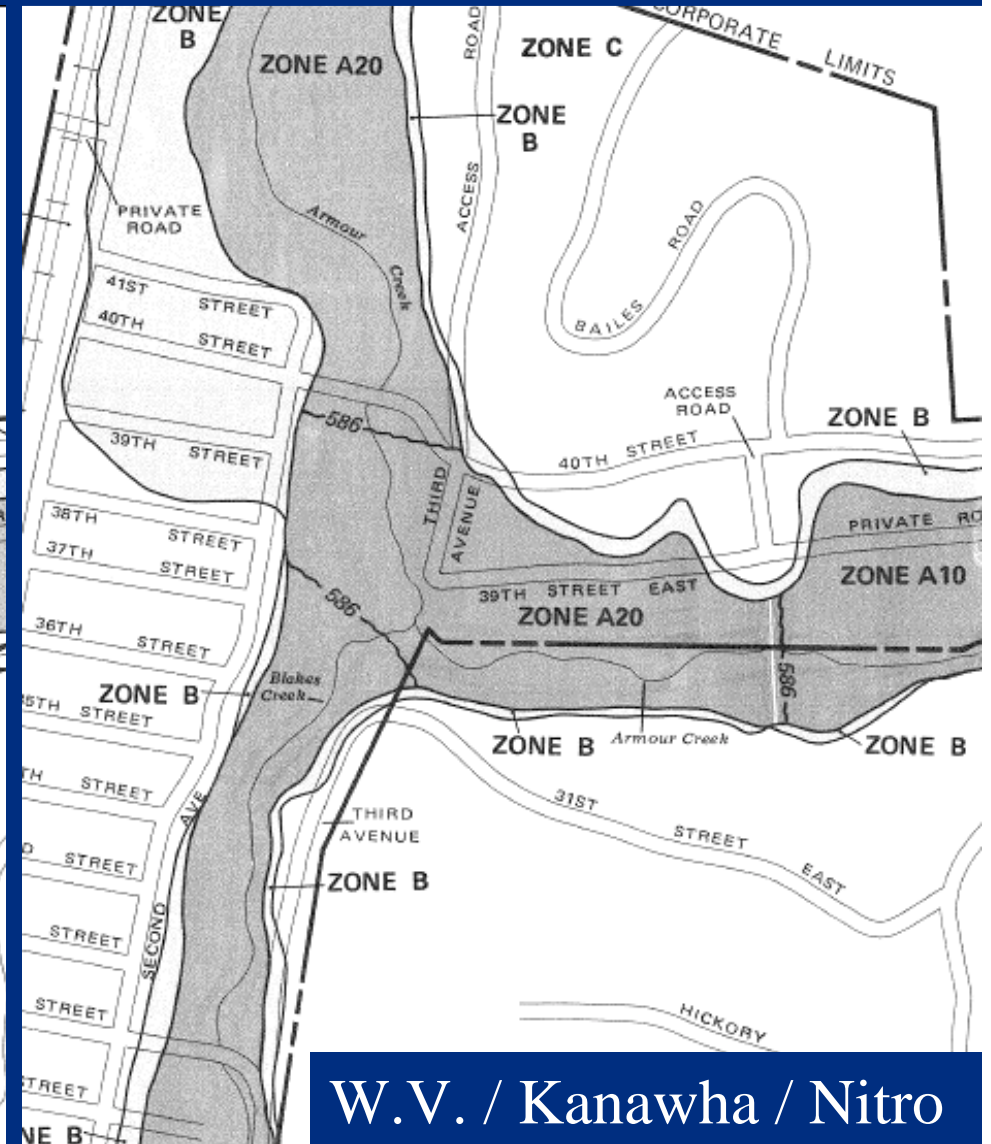 ZONE
B
ZONE A20
ROAD
ZONE C
CORPORATE LIMITS
ZONE
B
ACCESS
PRIVATE
ROAD
Armour
Creek
ROAD
BAILES
41ST STREET
40TH STREET
586
ACCESS
ROAD
ZONE B
39TH STREET
40TH STREET
THIRD
AVENUE
38TH STREET
37TH STREET
PRIVATE
586
39TH STREET EAST
ZONE A10
ZONE A20
36TH STREET
ZONE B
Blakes
Creek
586
STREET
ZONE B
Armour Creek
ZONE B
STREET
AVE
31ST STREET EAST
THIRD
AVENUE
STREET
ZONE B
SECOND
STREET
STREET
HICKORY
STREET
W.V. / Kanawha / Nitro